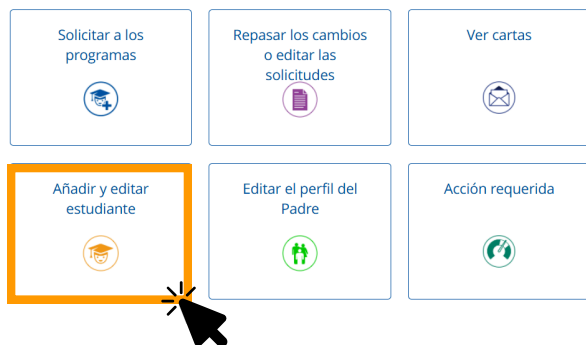 Solicitar a los
programas
Repasar los cambios
o editar las
solicitudes
Ver cartas
Añadir y editar
estudiante
Editar el perfil del
Padre
Acción requerida